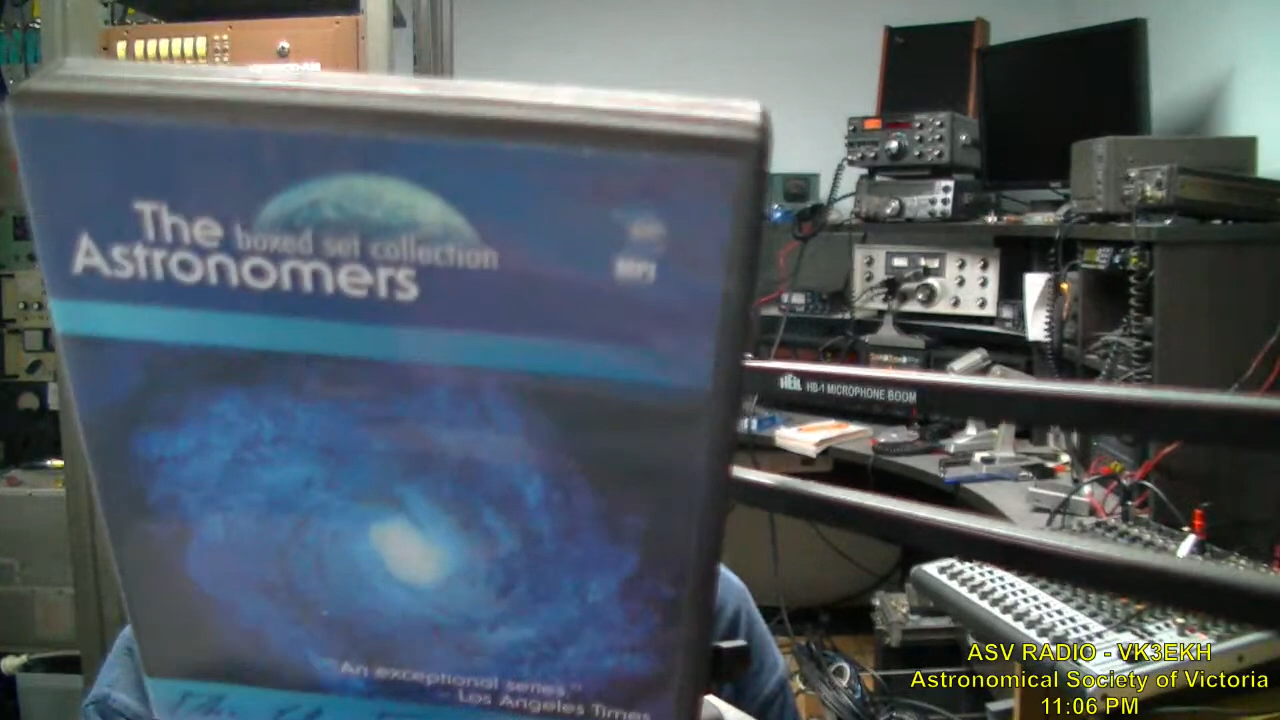 The
boxed set collection
Astronomers
"An exceptional series."
Los Angeles Times
HEIL HB-1 MICROPHONE BOOM
ASV RADIO - VK3EKH
Astronomical Society of Victoria
11:06 PM